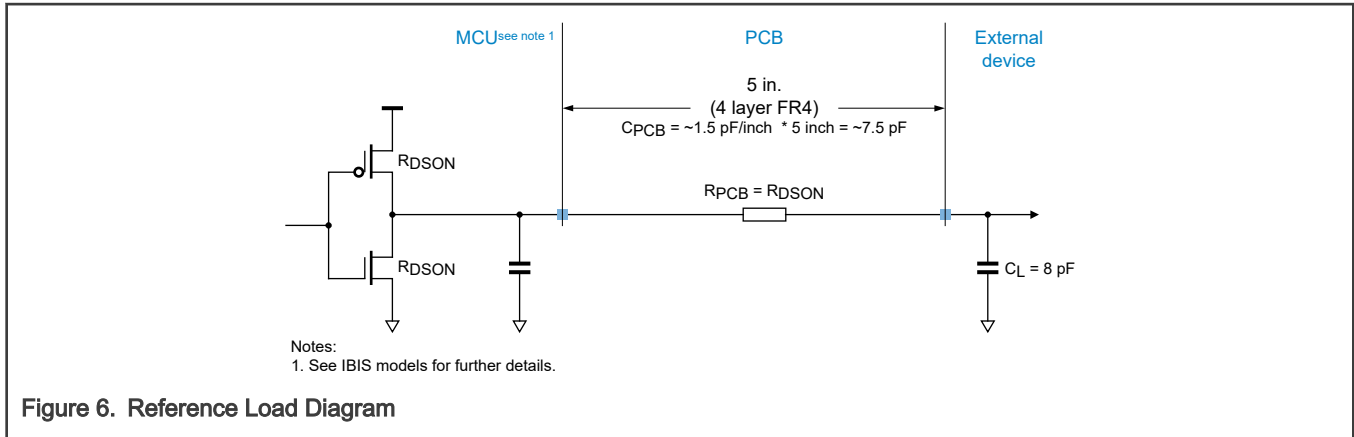 MCUsee note 1
PCB
External
device
5 in.
(4 layer FR4)
CPCB = ~1.5 pF/inch * 5 inch = ~7.5 pF
RDSON
RPCB = RDSON
RDSON
CL = 8 pF
Notes:
1. See IBIS models for further details.
Figure 6. Reference Load Diagram